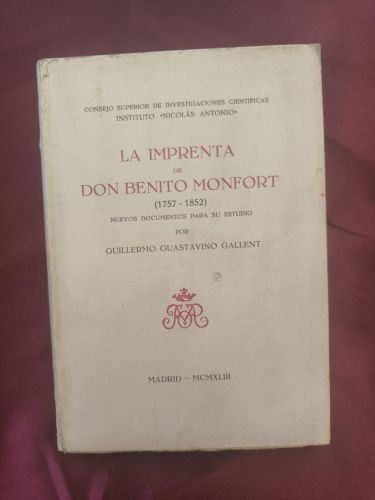 CONSEJO SUPERIOR DE INVESTIGACIONES CIENTIFICAS
INSTITUTO «NICOLÁS ANTONIO»
LA IMPRENTA
DE
DON BENITO MONFORT
(1757 - 1852)
NUEVOS DOCUMENTOS PARA SU ESTUDIO
POR
GUILLERMO GUASTAVINO GALLENT
MADRID — MCMXLIII